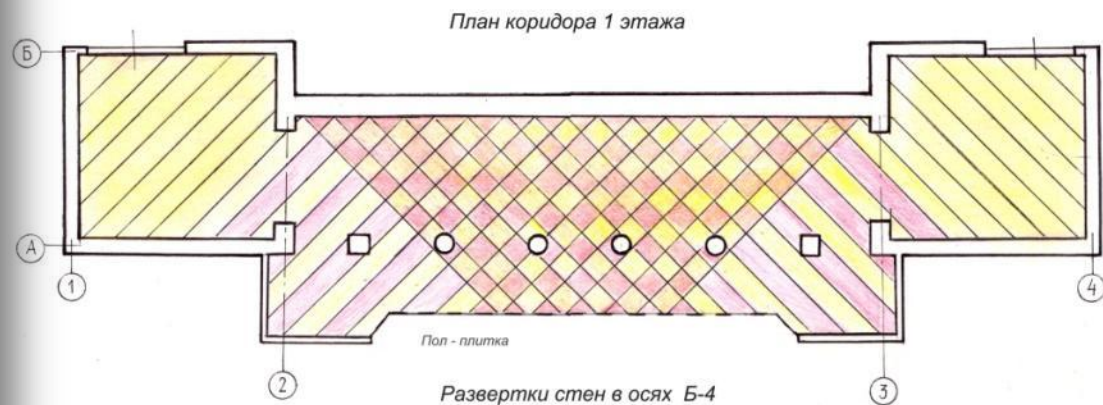 План коридора 1 этажа
Б
А
1
2
3
4
Пол - плитка
Развертки стен в осях Б-4